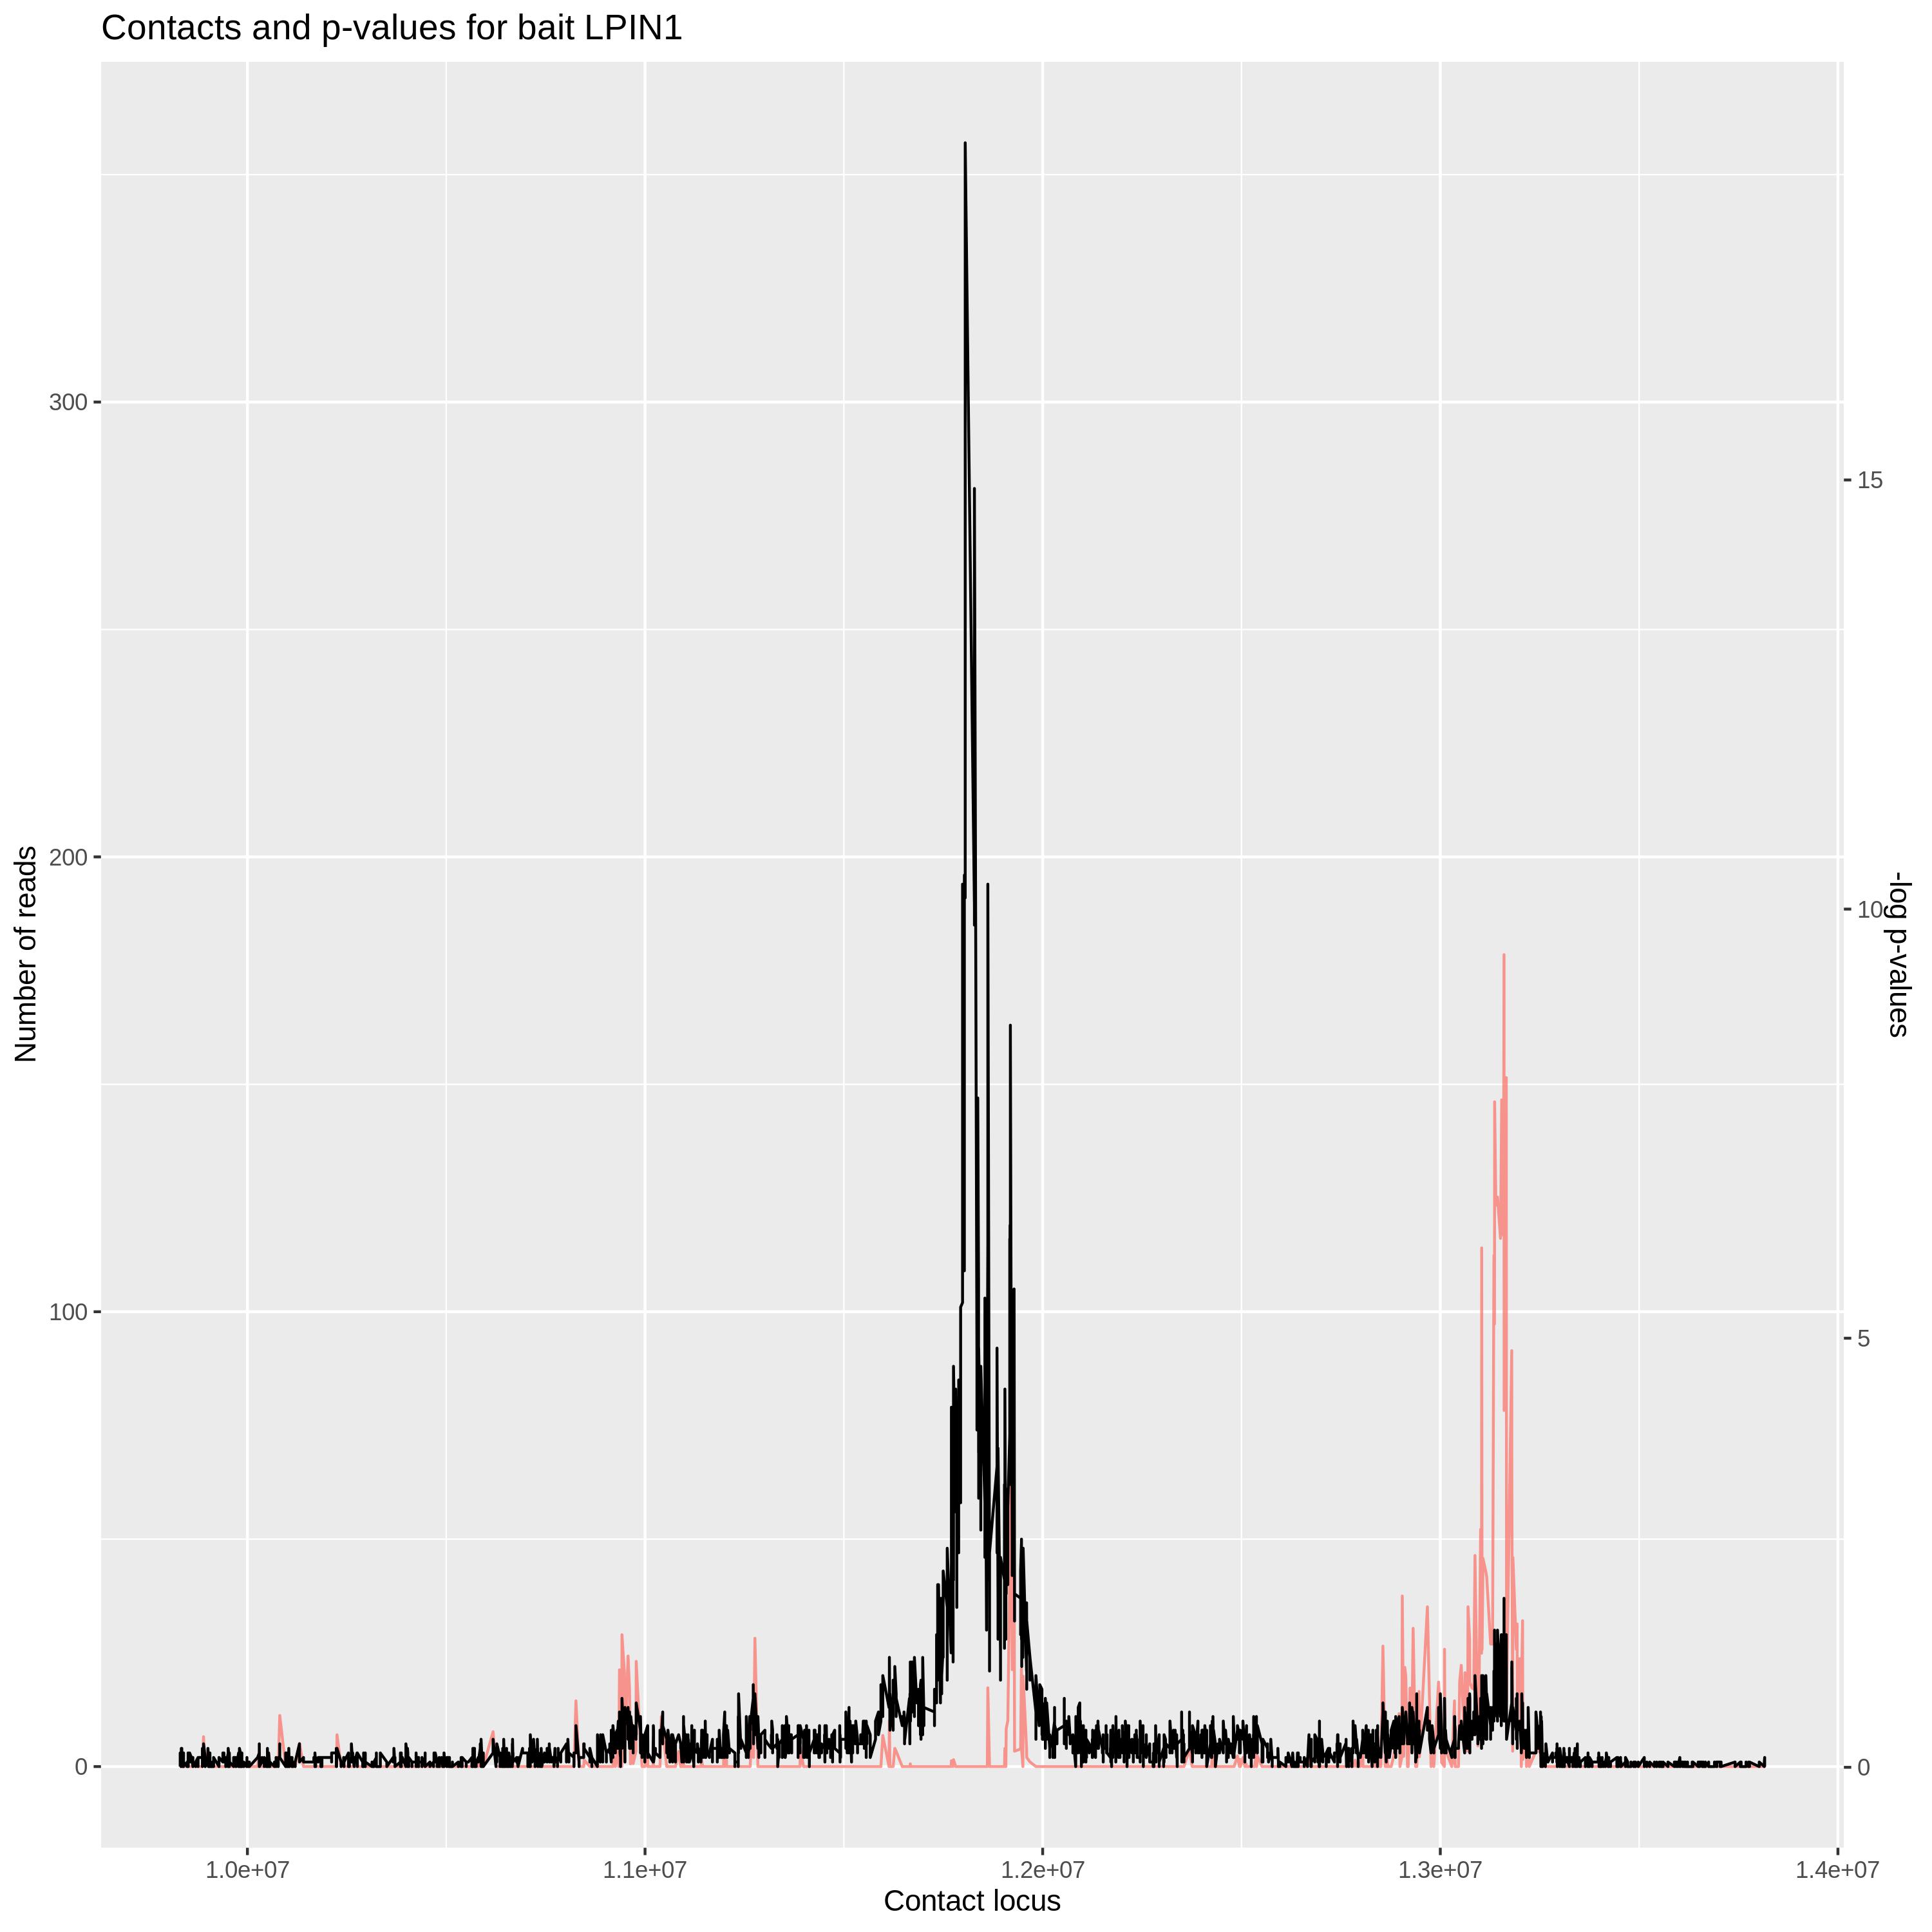 Contacts and p-values for bait LPIN1
300
200
100
0
Number of reads
15
10
5
0
-log p-values
1.0e+07
1.1e+07
1.2e+07
1.3e+07
1.4e+07
Contact locus